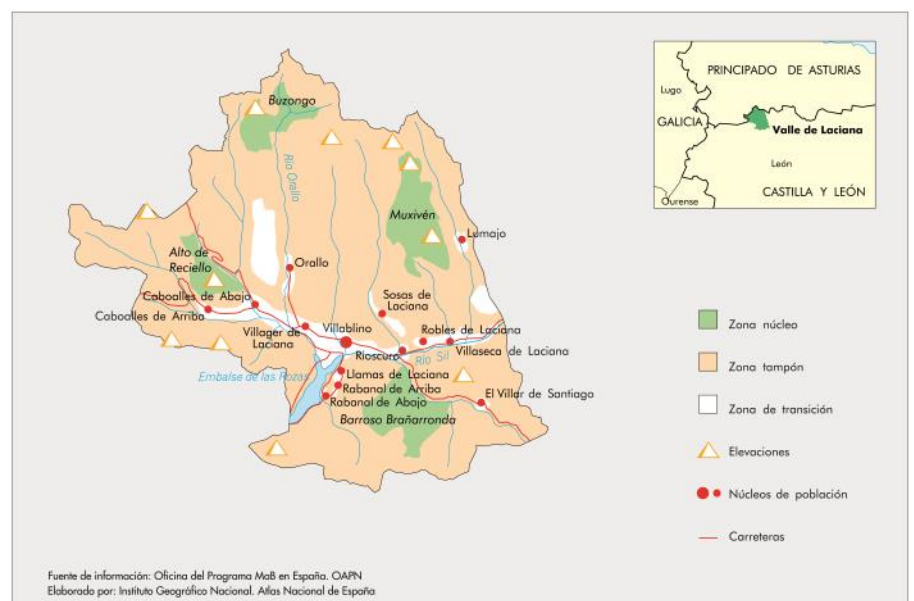 PRINCIPADO DE ASTURIAS
Lugo
GALICIA
Valle de Laciana
León
CASTILLA Y LEÓN
Ourense
Buzongo
Río Orallo
Muxivén
Lumajo
Alto de
Reciello
Orallo
Caboalles de Abajo
Caboalles de Arriba
Sosas de
Laciana
Villager de
Laciana
Villablino
Robles de Laciana
Rioscuro
Río Sil
Villaseca de Laciana
Embalse de las Rozas
Llamas de Laciana
Rabanal de Arriba
Rabanal de Abajo
El Villar de Santiago
Barroso Brañarronda
Zona núcleo
Zona tampón
Zona de transición
Elevaciones
Núcleos de población
Carreteras
Fuente de información: Oficina del Programa MaB en España. OAPN
Elaborado por: Instituto Geográfico Nacional. Atlas Nacional de España